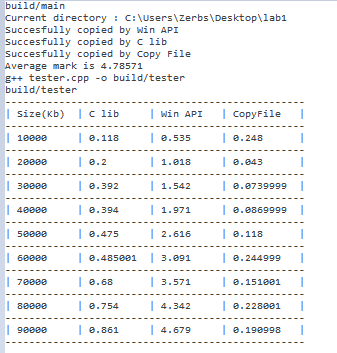 build/main
Current directory : C:\Users\Zerbs\Desktop\lab1
Succesfully copied by Win API
Succesfully copied by C lib
Succesfully copied by Copy File
Average mark is 4.78571
g++ tester.cpp -o build/tester
build/tester
----------------------------------------
| Size(Kb) | C lib | Win API | CopyFile |
----------------------------------------
| 10000 | 0.118 | 0.535 | 0.248 |
----------------------------------------
| 20000 | 0.2 | 1.018 | 0.043 |
----------------------------------------
| 30000 | 0.392 | 1.542 | 0.0739999 |
----------------------------------------
| 40000 | 0.394 | 1.971 | 0.0869999 |
----------------------------------------
| 50000 | 0.475 | 2.616 | 0.118 |
----------------------------------------
| 60000 | 0.485001 | 3.091 | 0.244999 |
----------------------------------------
| 70000 | 0.68 | 3.571 | 0.151001 |
----------------------------------------
| 80000 | 0.754 | 4.342 | 0.228001 |
----------------------------------------
| 90000 | 0.861 | 4.679 | 0.190998 |
----------------------------------------